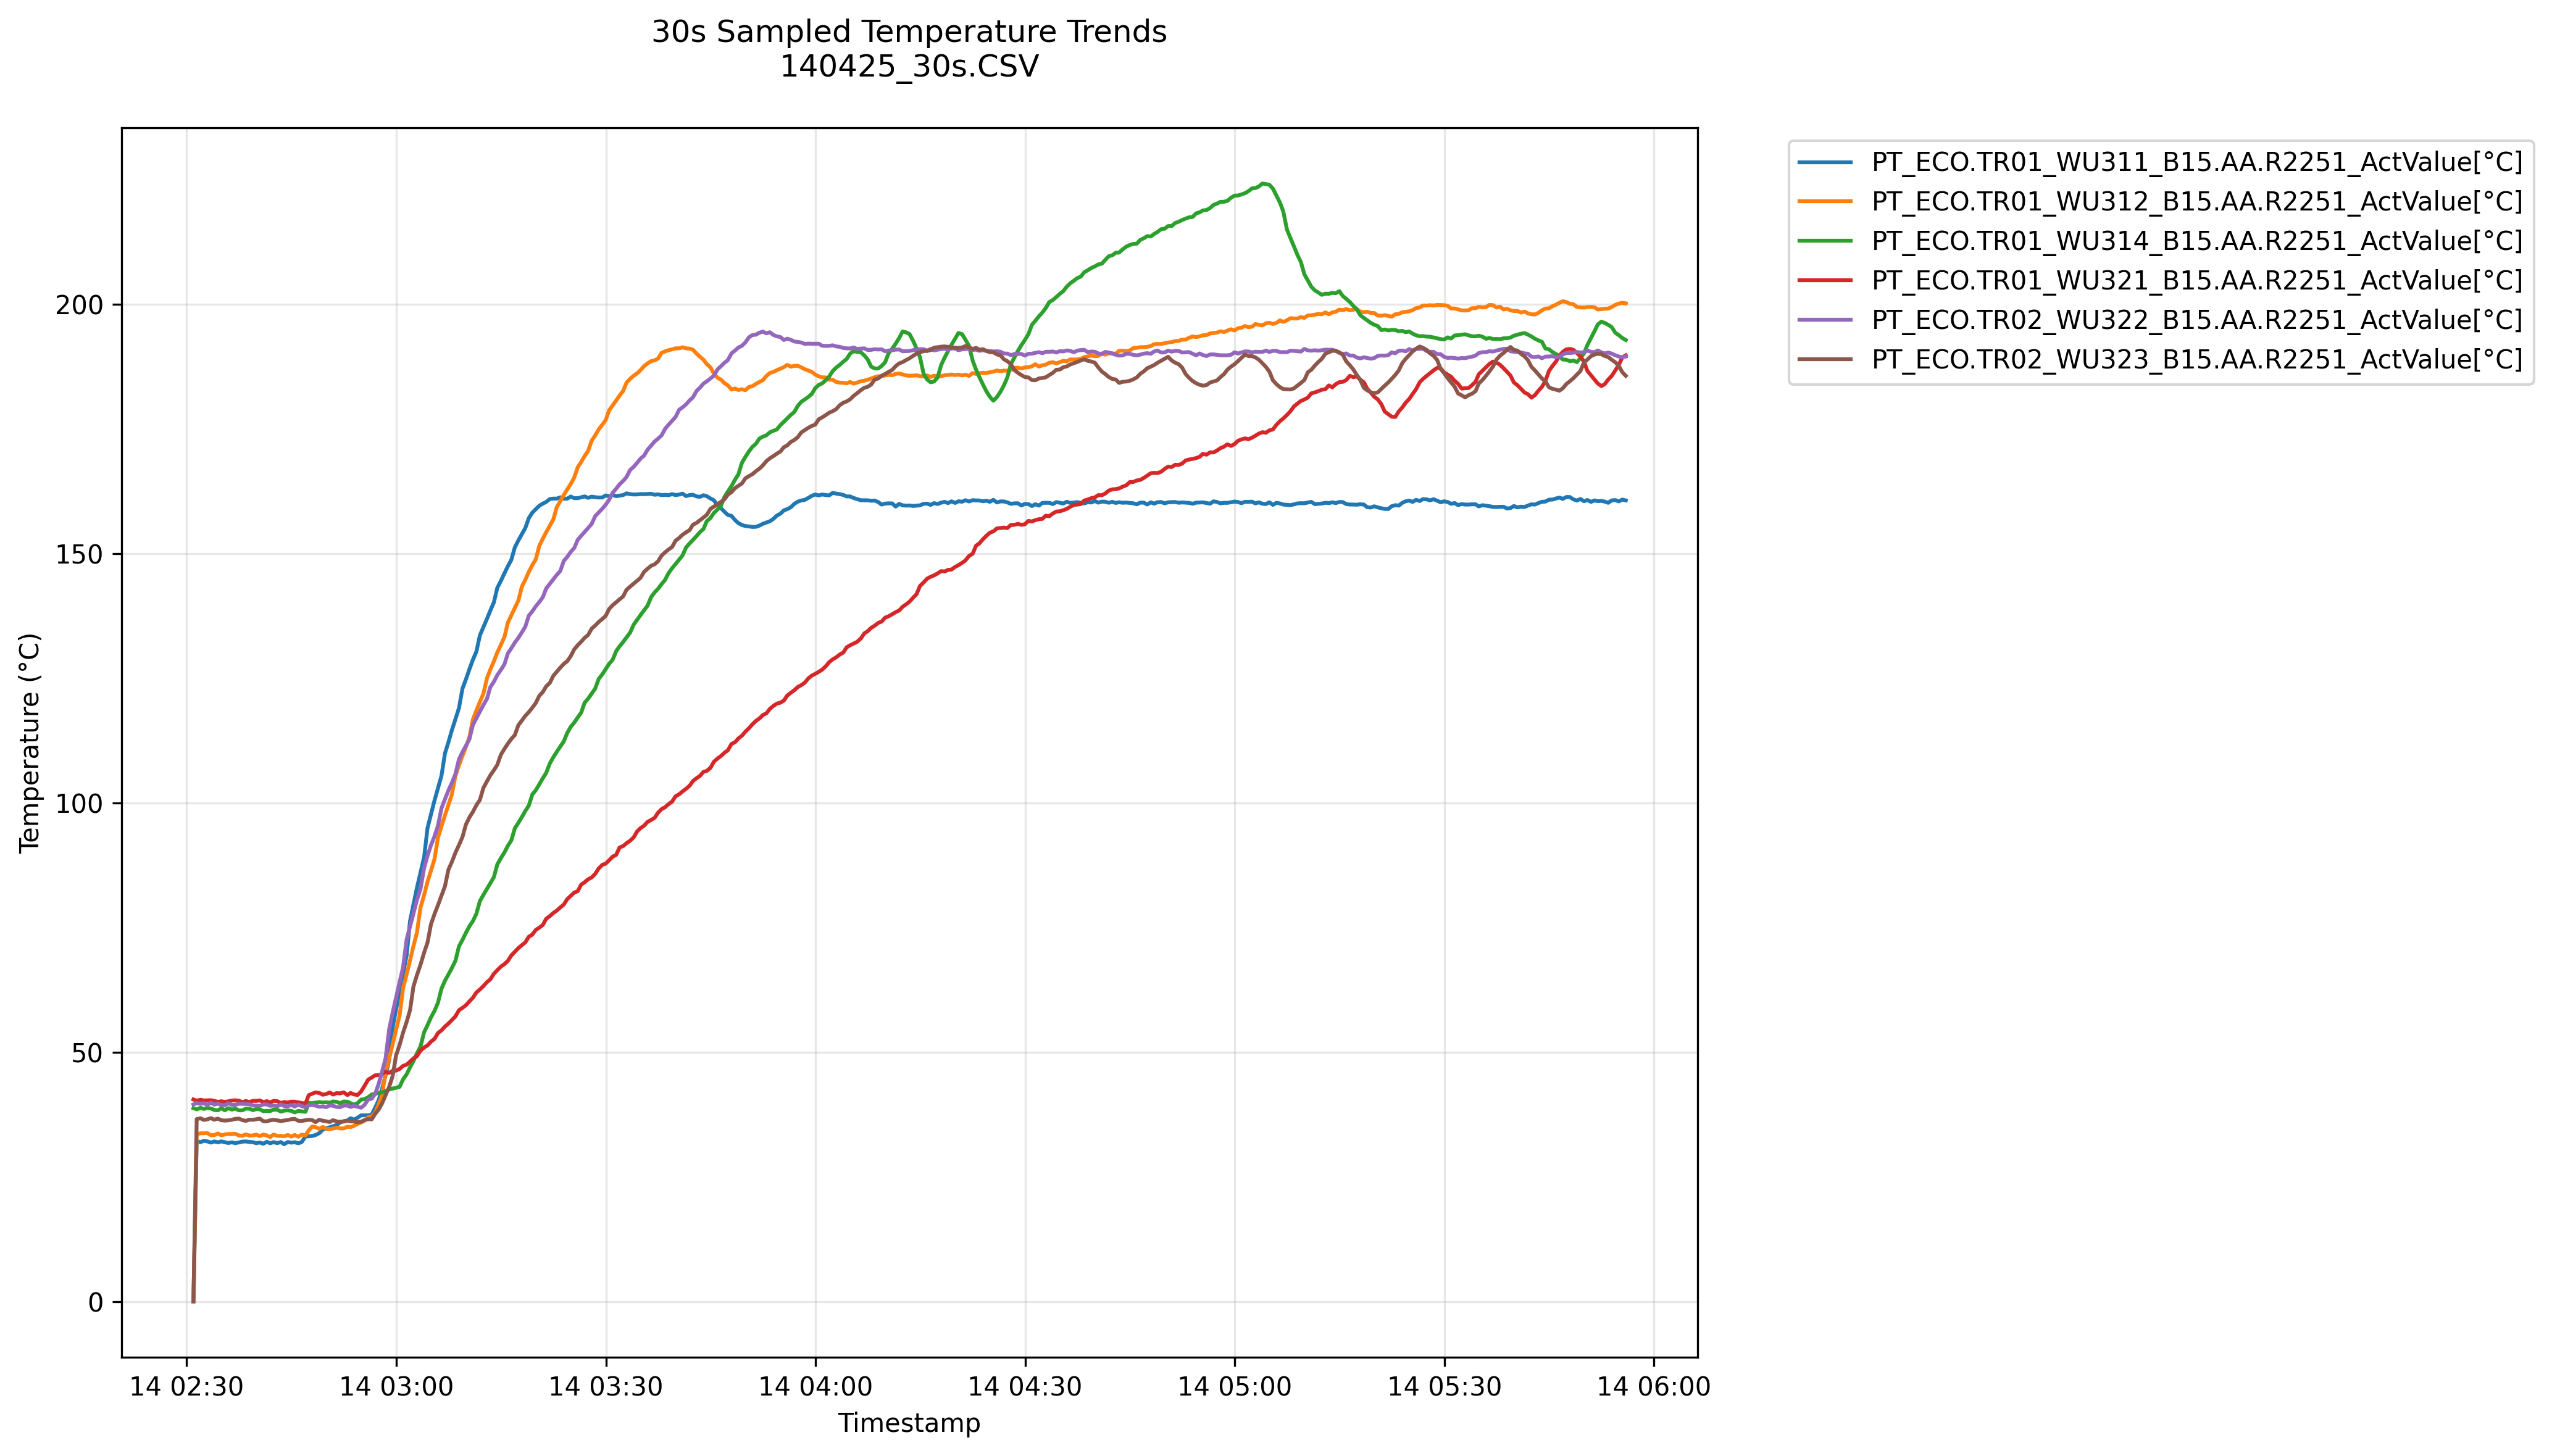 30s Sampled Temperature Trends
140425_30s.CSV
PT_ECO.TR01_WU311_B15.AA.R2251_ActValue[°C]
PT_ECO.TR01_WU312_B15.AA.R2251_ActValue[°C]
PT_ECO.TR01_WU314_B15.AA.R2251_ActValue[°C]
PT_ECO.TR01_WU321_B15.AA.R2251_ActValue[°C]
PT_ECO.TR02_WU322_B15.AA.R2251_ActValue[°C]
PT_ECO.TR02_WU323_B15.AA.R2251_ActValue[°C]
Temperature (°C)
200
150
100
50
0
14 02:30 14 03:00 14 03:30 14 04:00 14 04:30 14 05:00 14 05:30 14 06:00
Timestamp